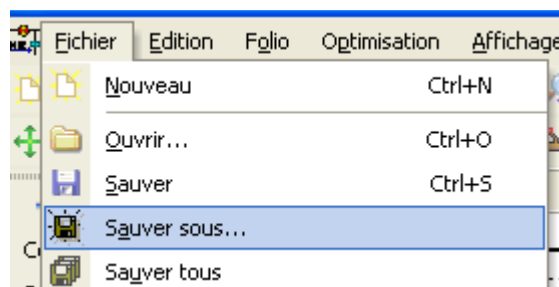 Fichier Edition Folio Optimisation Affichage
Nouveau Ctrl+N
Ouvrir... Ctrl+O
Sauver Ctrl+S
Sauver sous...
Sauver tous